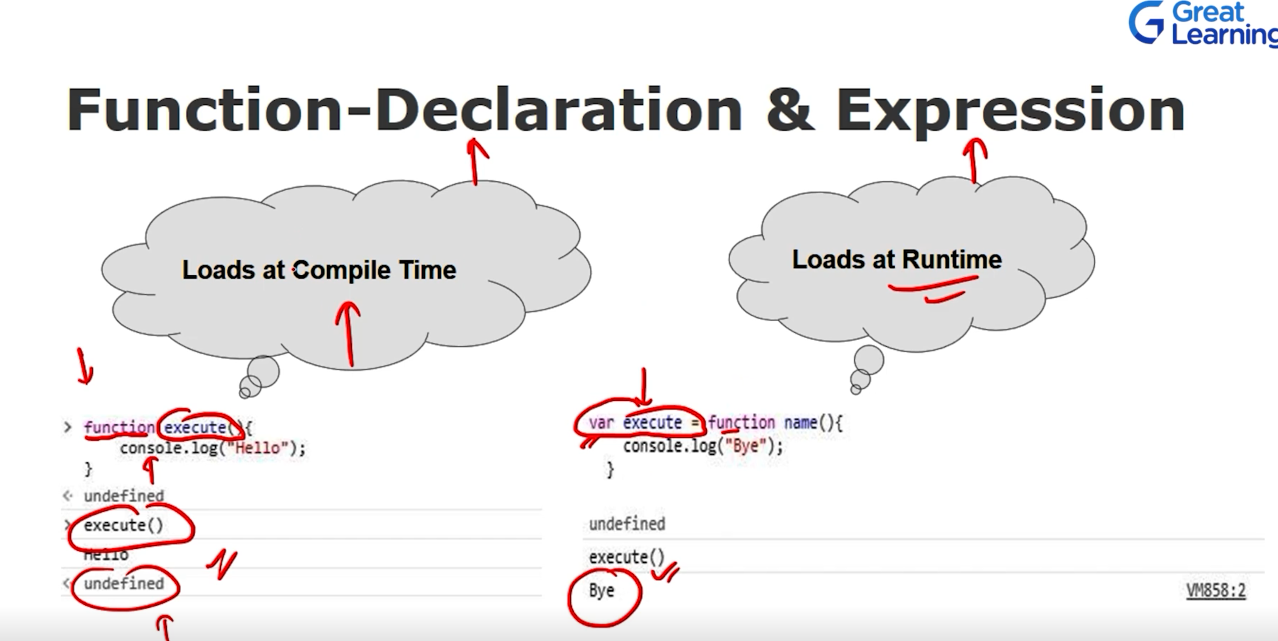 Great
Learning
Function-Declaration & Expression
Loads at Compile Time
Loads at Runtime
> function execute(){
console.log("Hello");
}
undefined
> execute()
Hello
undefined
var execute = function name(){
console.log("Bye");
}
undefined
execute()
Bye
VM858:2